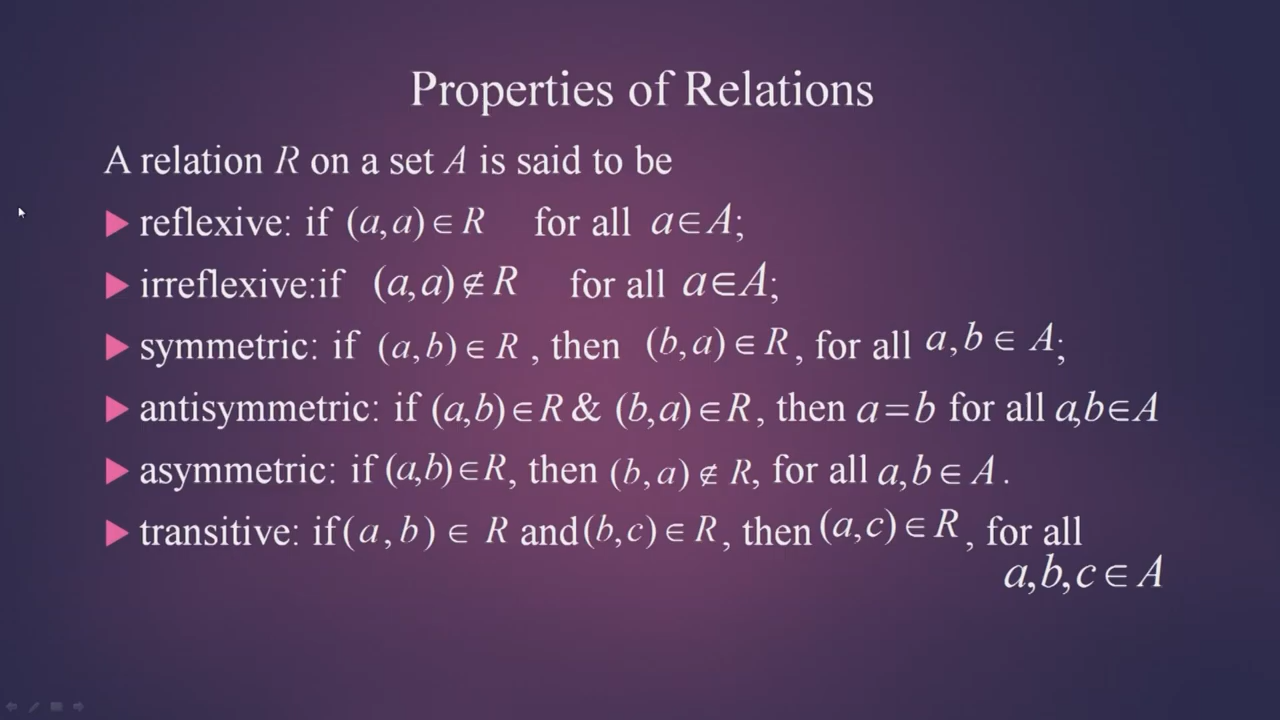 Properties of Relations
A relation R on a set A is said to be
reflexive: if (a,a)∈R for all a∈A;
irreflexive:if (a,a)∉R for all a∈A;
symmetric: if (a,b)∈R , then (b,a)∈R, for all a,b∈A;
antisymmetric: if (a,b)∈R & (b,a)∈R, then a=b for all a,b∈A
asymmetric: if (a,b)∈R, then (b,a)∉R, for all a,b∈A.
transitive: if (a,b)∈R and (b,c)∈R, then (a,c)∈R, for all
a,b,c∈A